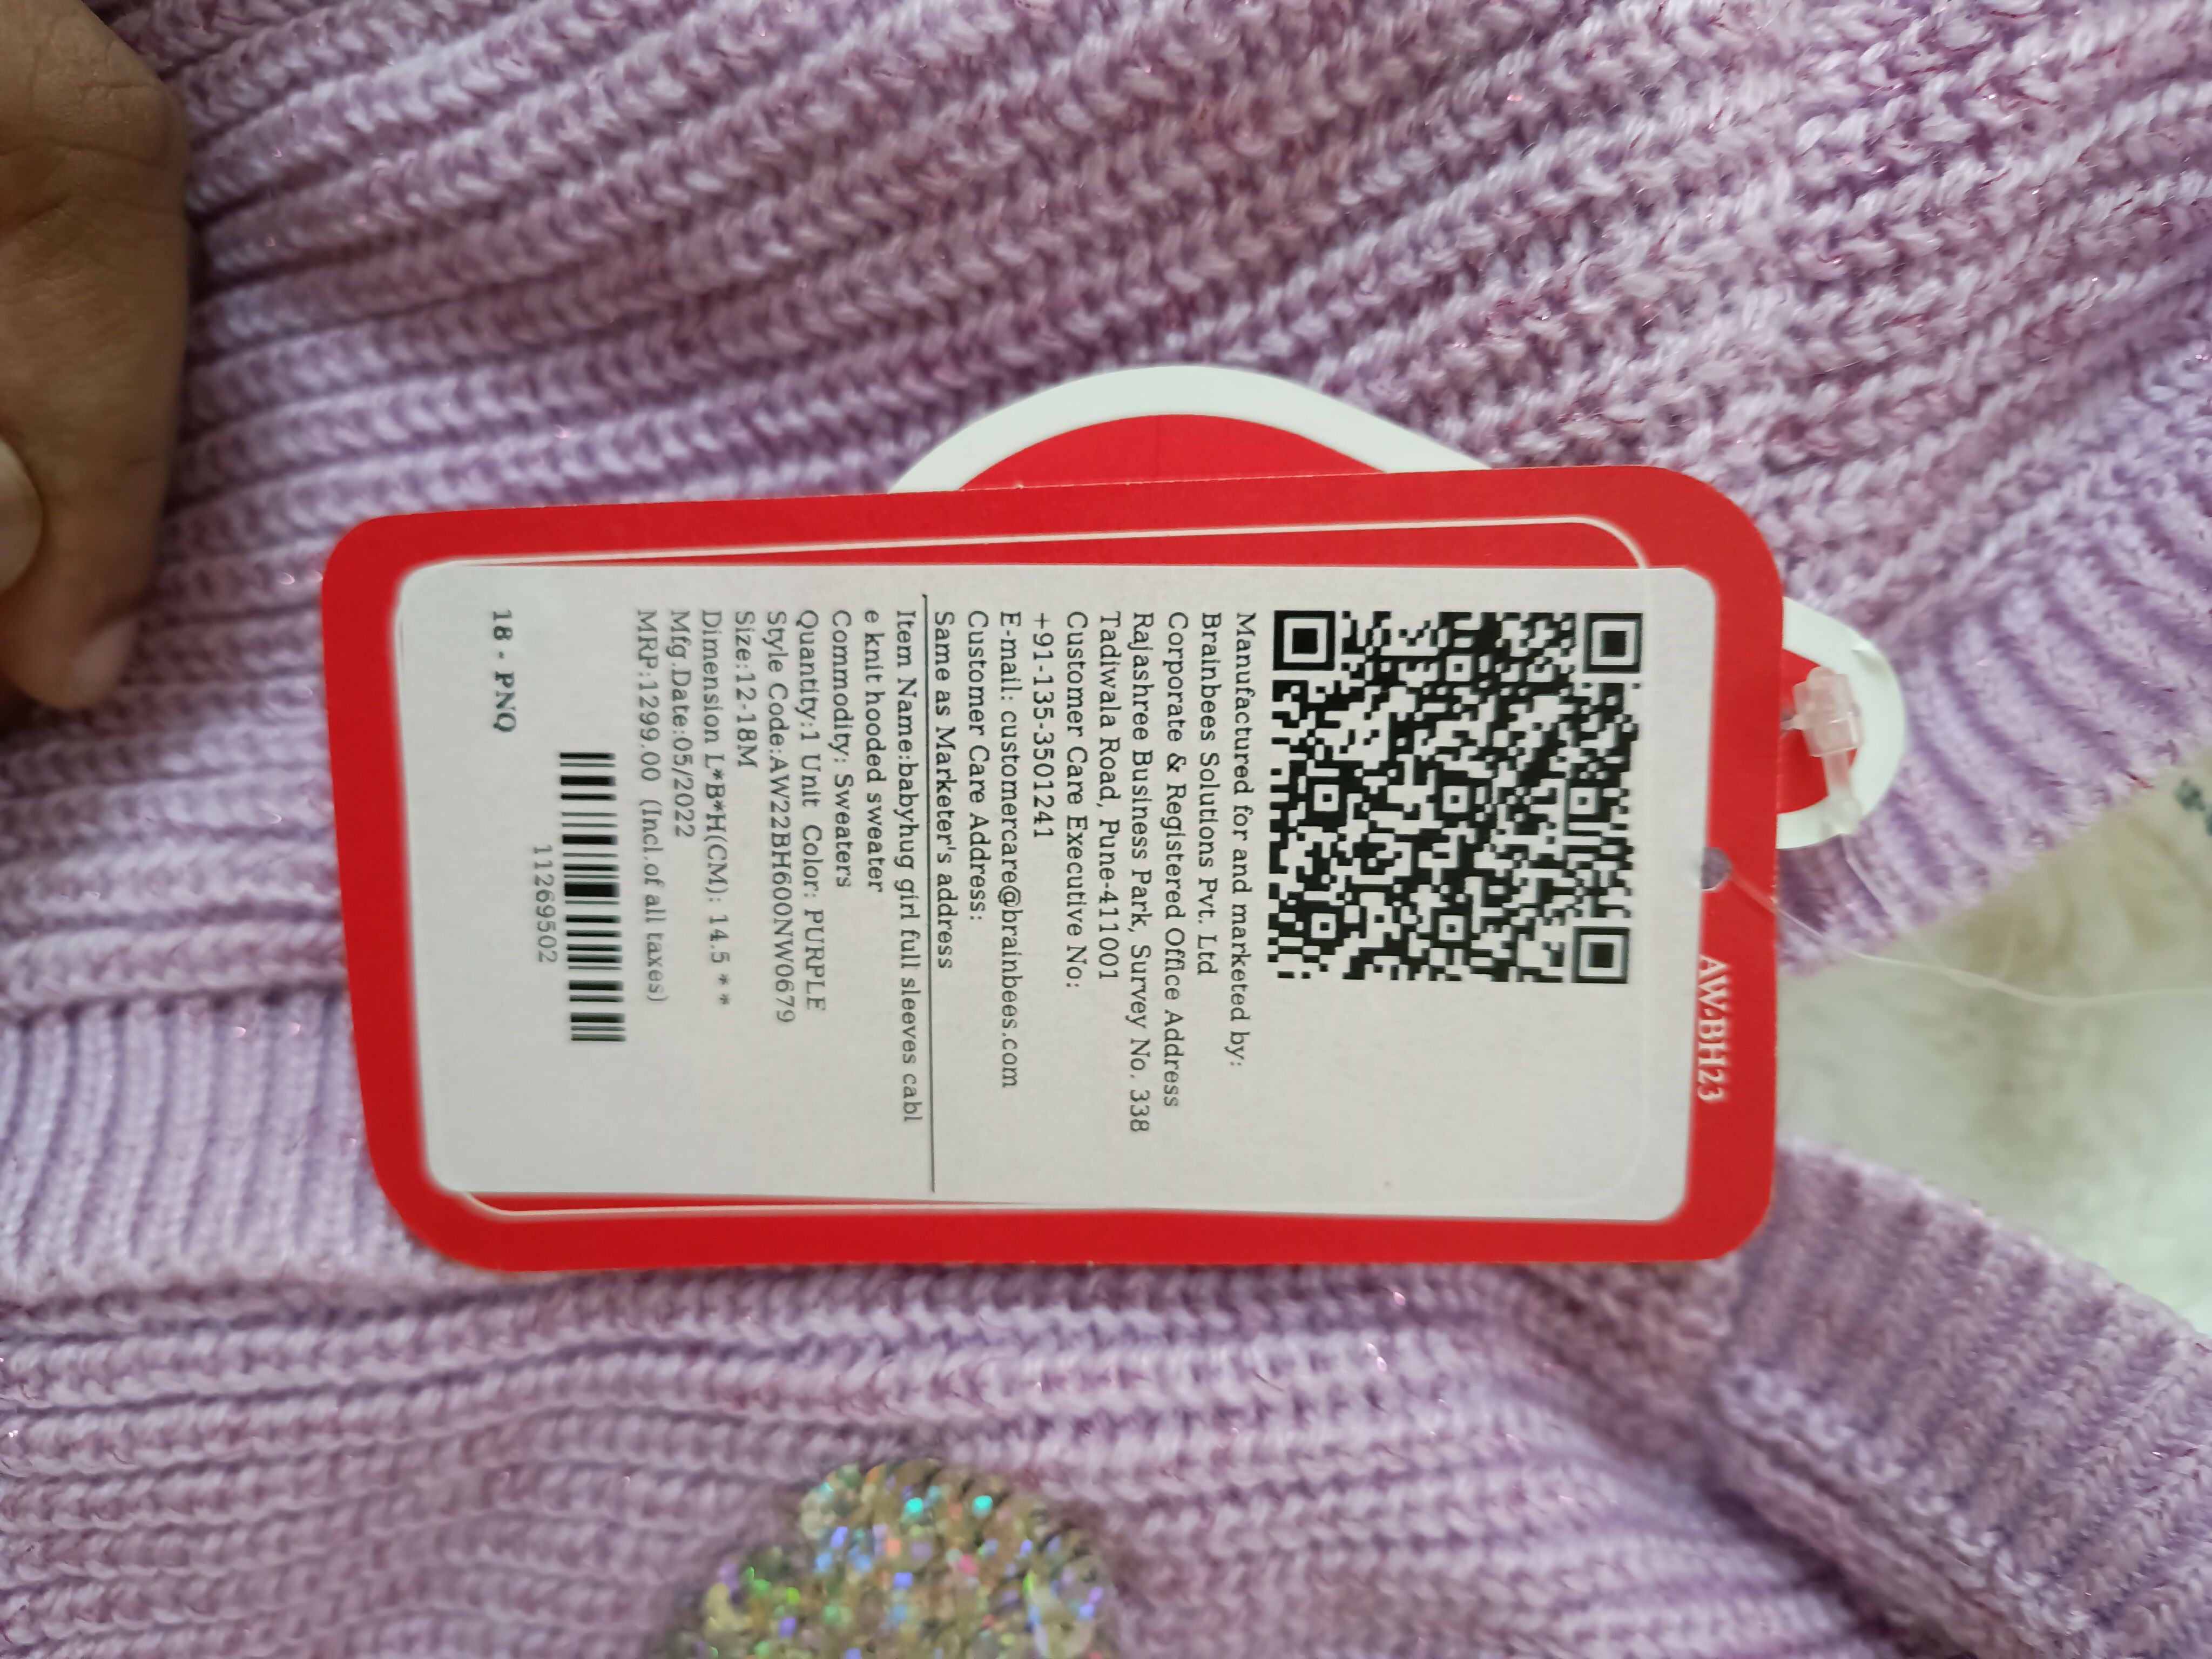 AW-BH23
Manufactured for and marketed by:
Brainbees Solutions Pvt. Ltd
Corporate & Registered Office Address
Rajashree Business Park, Survey No. 338
Tadiwala Road, Pune-411001
Customer Care Executive No:
+91-135-3501241
E-mail: customercare@brainbees.com
Customer Care Address:
Same as Marketer's address
Item Name:babyhug girl full sleeves cabl
e knit hooded sweater
Commodity: Sweaters
Quantity:1 Unit Color: PURPLE
Style Code:AW22BH600NW0679
Size:12-18M
Dimension L*B*H(CM): 14.5 * *
Mfg.Date:05/2022
MRP:1299.00 (Incl.of all taxes)
11269502
18 - PNQ